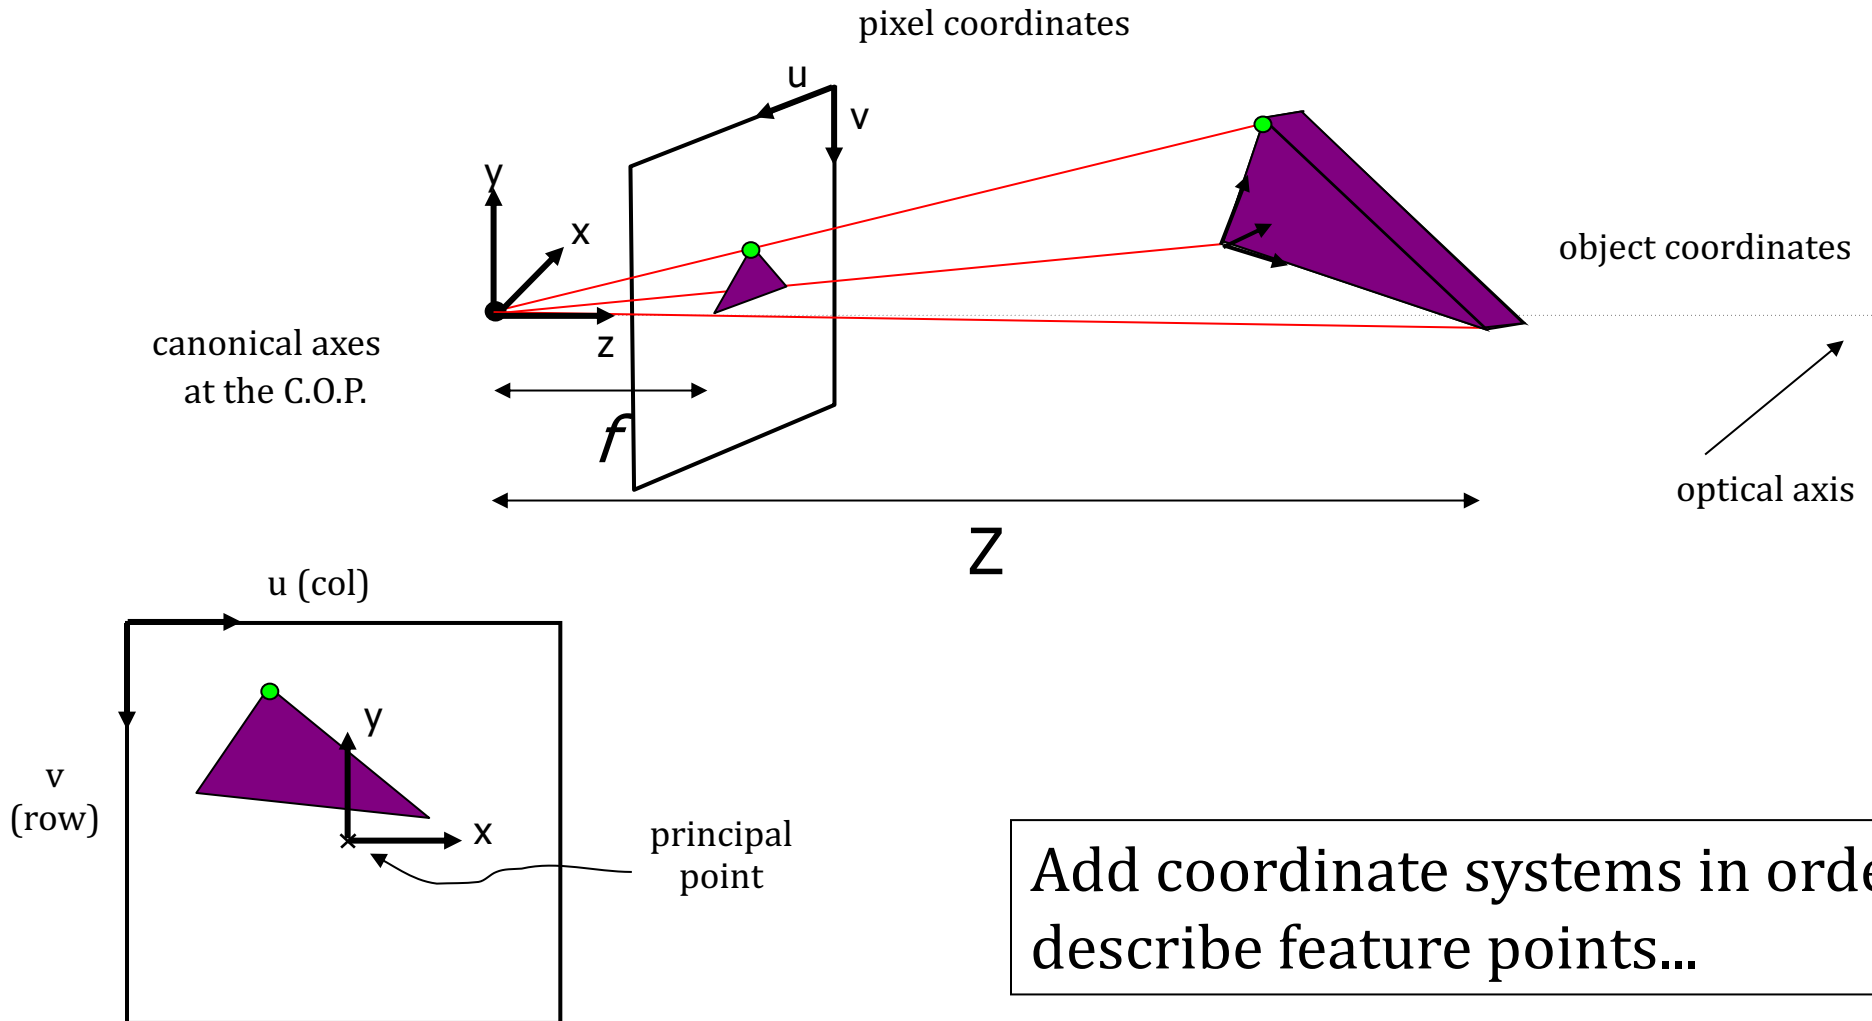 pixel coordinates
u
v
y
x
z
object coordinates
canonical axes
at the C.O.P.
f
optical axis
Z
u (col)
v
(row)
y
x
principal
point
Add coordinate systems in orde
describe feature points...